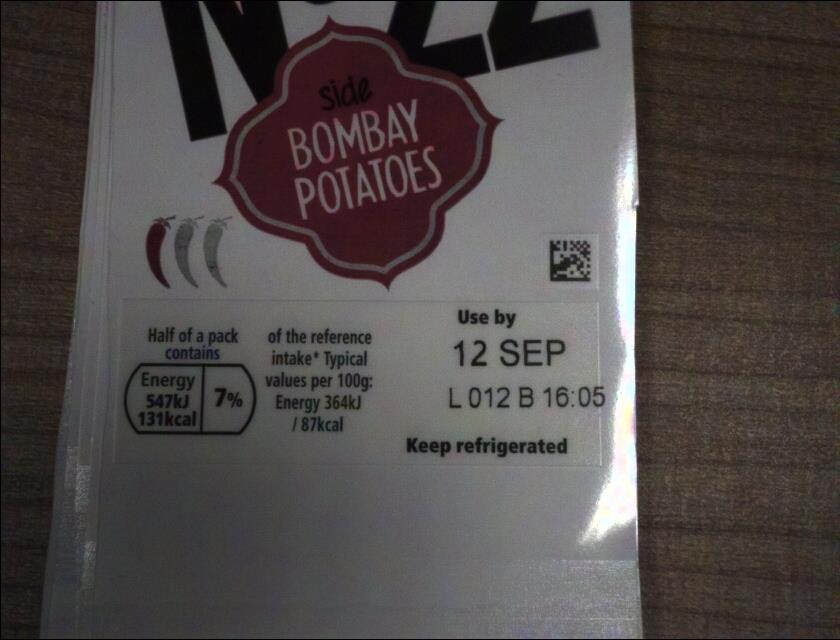 side
BOMBAY
POTATOES
Half of a pack
contains
Energy
547kJ
131kcal
7%
of the reference
intake* Typical
values per 100g:
Energy 364kJ
/ 87kcal
Use by
12 SEP
L 012 B 16:05
Keep refrigerated